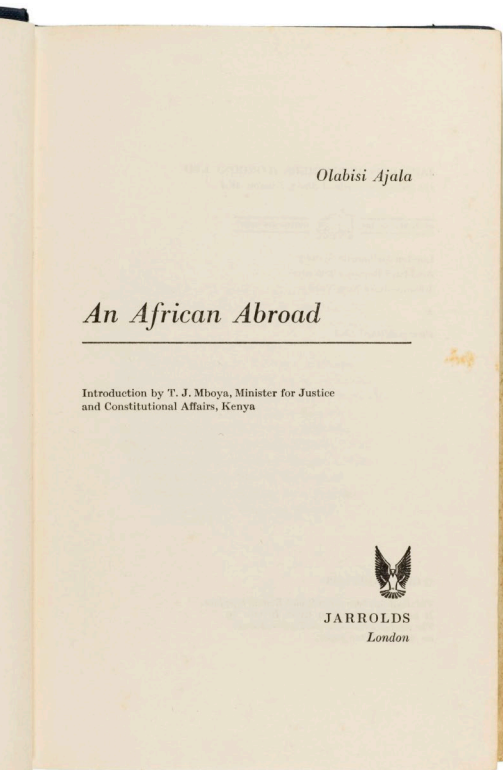 Olabisi Ajala
An African Abroad
Introduction by T. J. Mboya, Minister for Justice
and Constitutional Affairs, Kenya
JARROLDS
London